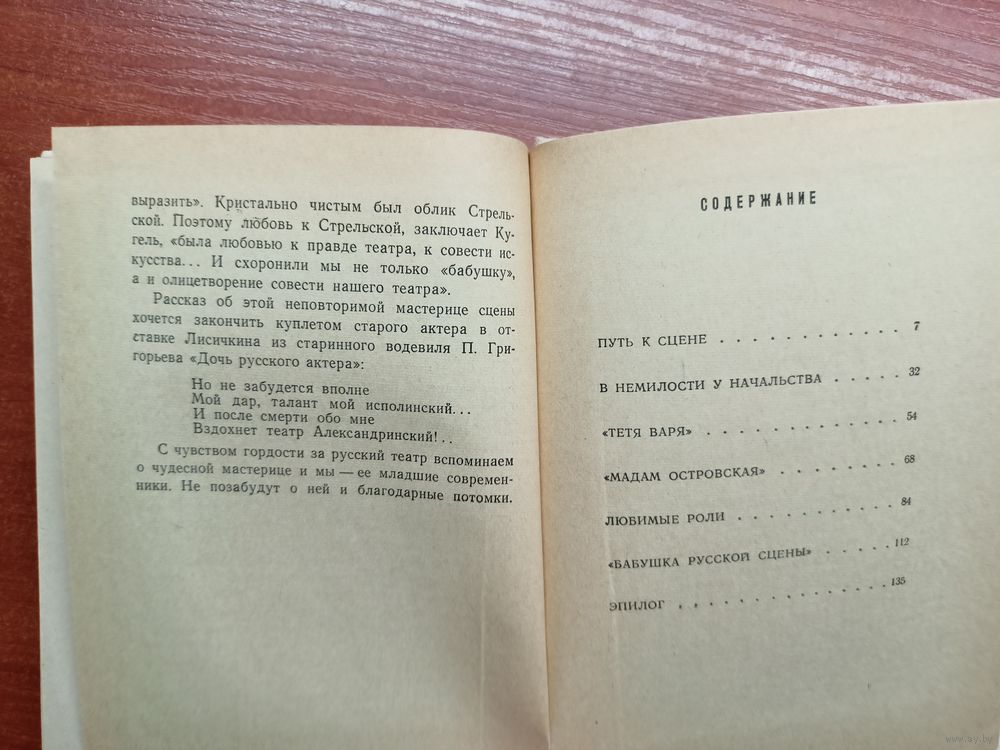 выразить». Кристально чистым был облик Стрель-
ской. Поэтому любовь к Стрельской, заключает Ку-
гель, «была любовью к правде театра, к совести ис-
кусства... И схоронили мы не только «бабушку»,
а и олицетворение совести нашего театра».
Рассказ об этой неповторимой мастерице сцены
хочется закончить куплетом старого актера в от-
ставке Лисичкина из старинного водевиля П. Гри-
горьева «Дочь русского актера»:
Но не забудется вполне
Мой дар, талант мой исполинский...
И после смерти обо мне
Вздохнет театр Александринский!..
С чувством гордости за русский театр вспоминаем
о чудесной мастерице и мы — ее младшие современ-
ники. Не позабудут о ней и благодарные потомки.
СОДЕРЖАНИЕ
ПУТЬ К СЦЕНЕ . . . . . . . . . . 7
В НЕМИЛОСТИ У НАЧАЛЬСТВА . . . . . 32
«ТЕТЯ ВАРЯ» . . . . . . . . . . . 54
«МАДАМ ОСТРОВСКАЯ» . . . . . . . 68
ЛЮБИМЫЕ РОЛИ . . . . . . . . . 84
«БАБУШКА РУССКОЙ СЦЕНЫ» . . . . . 112
ЭПИЛОГ . . . . . . . . . . . . . 135
www.ay.by